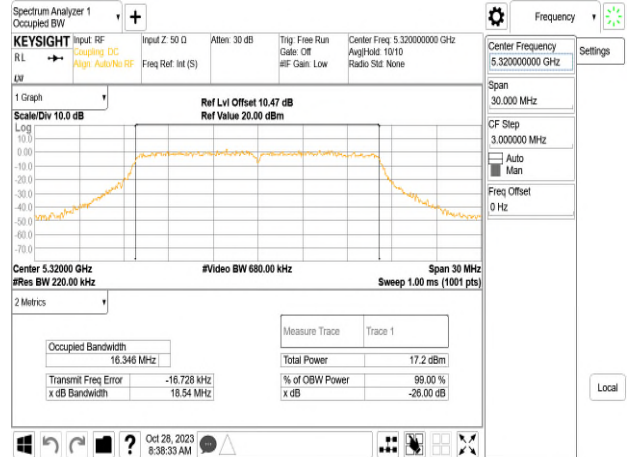 Spectrum Analyzer 1
Occupied BW
Frequency
KEYSIGHT
RL
Input: RF
Coupling: DC
Align: Auto/No RF
Input Z: 50 Ω
Freq Ref: Int (S)
Atten: 30 dB
Trig: Free Run
Gate: Off
#IF Gain: Low
Center Freq: 5.320000000 GHz
Avg|Hold: 10/10
Radio Std: None
Center Frequency
5.320000000 GHz
Settings
Span
30.000 MHz
CF Step
3.000000 MHz
Auto
Man
Freq Offset
0 Hz
1 Graph
Scale/Div 10.0 dB
Ref Lvl Offset 10.47 dB
Ref Value 20.00 dBm
Log
10.0
0.00
-10.0
-20.0
-30.0
-40.0
-50.0
-60.0
-70.0
Center 5.32000 GHz
#Res BW 220.00 kHz
#Video BW 680.00 kHz
Span 30 MHz
Sweep 1.00 ms (1001 pts)
2 Metrics
Measure Trace Trace 1
Occupied Bandwidth
16.346 MHz
Total Power 17.2 dBm
Transmit Freq Error -16.728 kHz
% of OBW Power 99.00 %
x dB Bandwidth 18.54 MHz
x dB -26.00 dB
Local
?
Oct 28, 2023
8:38:33 AM